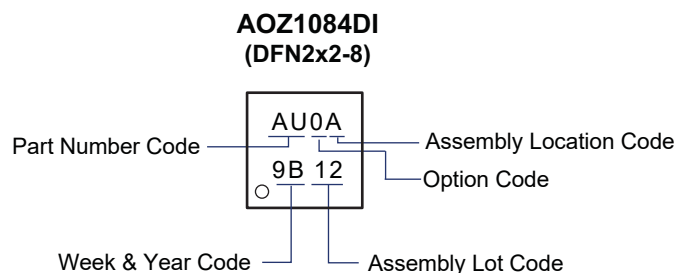 AOZ1084DI
(DFN2x2-8)
AU0A
Part Number Code
Assembly Location Code
9B 12
Option Code
Week & Year Code
Assembly Lot Code